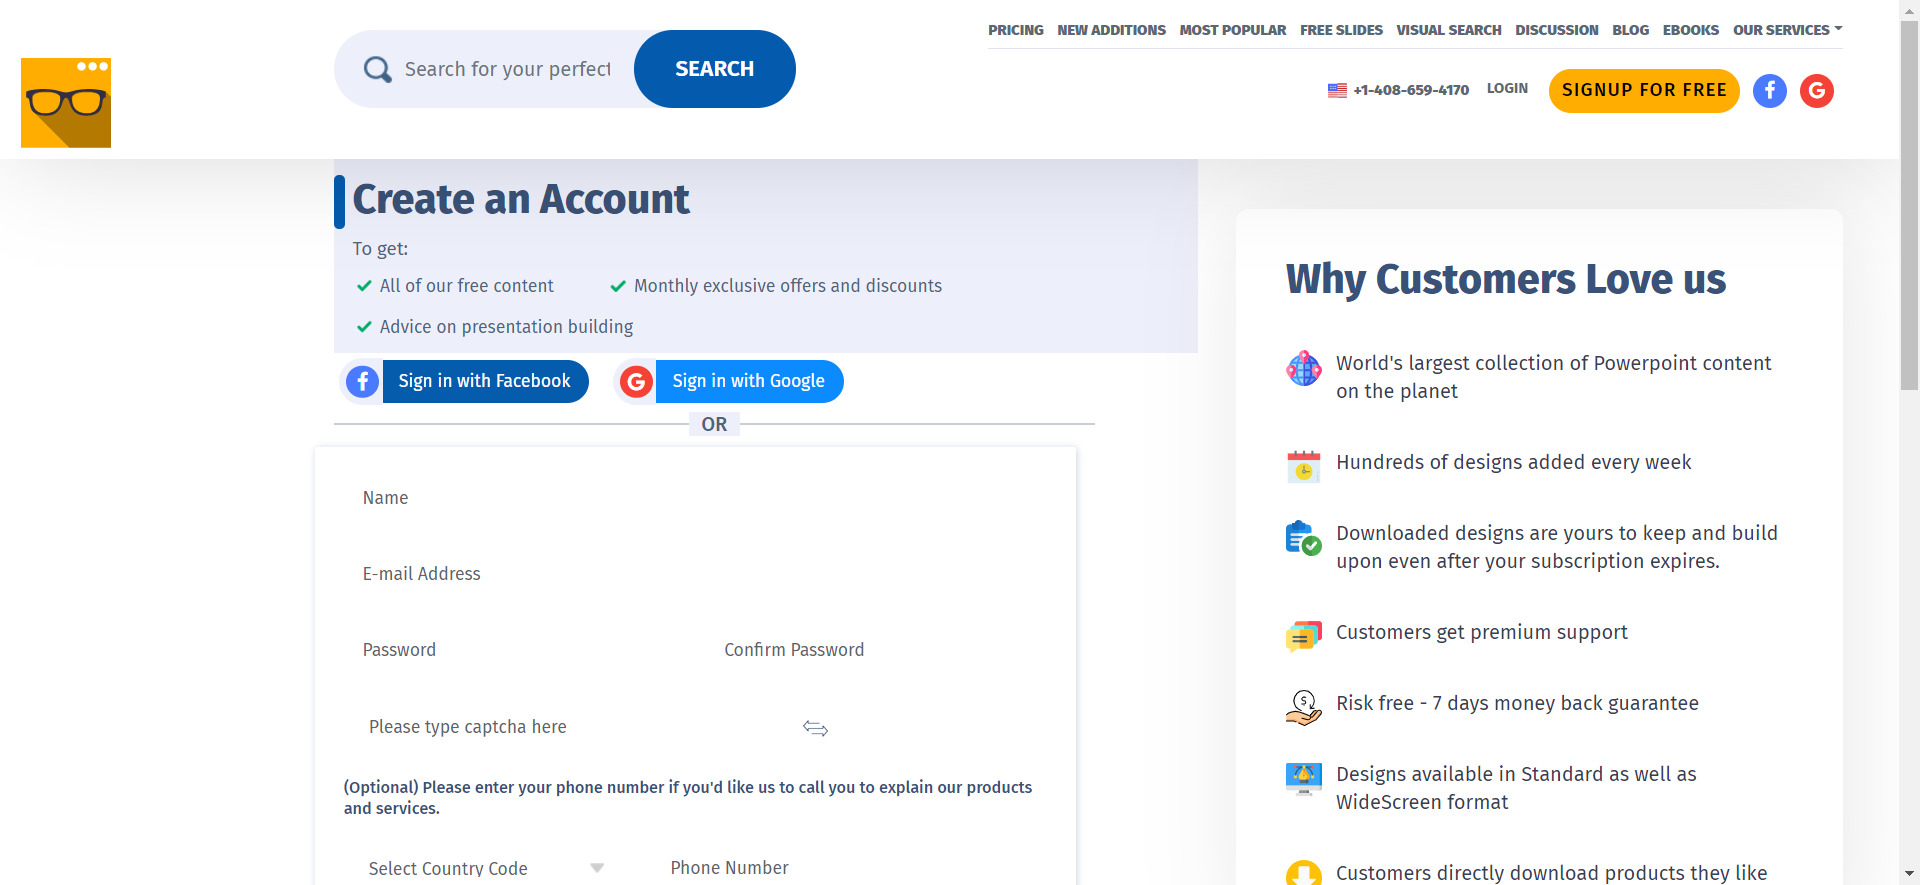 PRICING NEW ADDITIONS MOST POPULAR FREE SLIDES VISUAL SEARCH DISCUSSION BLOG EBOOKS OUR SERVICES
Search for your perfect
SEARCH
+1-408-659-4170 LOGIN SIGNUP FOR FREE
Create an Account
To get:
All of our free content
Monthly exclusive offers and discounts
Advice on presentation building
Sign in with Facebook
Sign in with Google
OR
Name
E-mail Address
Password
Confirm Password
Please type captcha here
(Optional) Please enter your phone number if you'd like us to call you to explain our products
and services.
Select Country Code
Phone Number
Why Customers Love us
World's largest collection of Powerpoint content
on the planet
Hundreds of designs added every week
Downloaded designs are yours to keep and build
upon even after your subscription expires.
Customers get premium support
Risk free - 7 days money back guarantee
Designs available in Standard as well as
WideScreen format
Customers directly download products they like